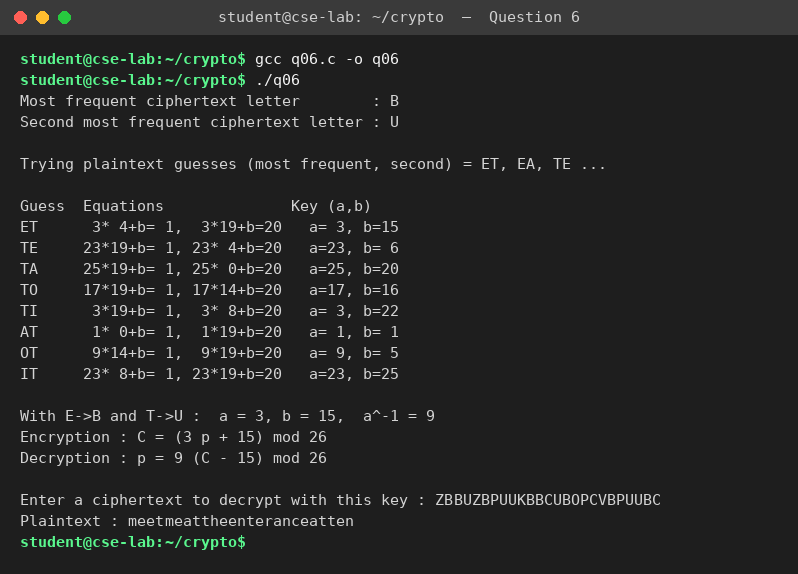 student@cse-lab: ~/crypto — Question 6
student@cse-lab:~/crypto$ gcc q06.c -o q06
student@cse-lab:~/crypto$ ./q06
Most frequent ciphertext letter        : B
Second most frequent ciphertext letter : U
Trying plaintext guesses (most frequent, second) = ET, EA, TE ...
Guess  Equations              Key (a,b)
ET      3* 4+b= 1,  3*19+b=20   a= 3, b=15
TE     23*19+b= 1, 23* 4+b=20   a=23, b= 6
TA     25*19+b= 1, 25* 0+b=20   a=25, b=20
TO     17*19+b= 1, 17*14+b=20   a=17, b=16
TI      3*19+b= 1,  3* 8+b=20   a= 3, b=22
AT      1* 0+b= 1,  1*19+b=20   a= 1, b= 1
OT      9*14+b= 1,  9*19+b=20   a= 9, b= 5
IT     23* 8+b= 1, 23*19+b=20   a=23, b=25
With E->B and T->U :  a = 3, b = 15,  a^-1 = 9
Encryption : C = (3 p + 15) mod 26
Decryption : p = 9 (C - 15) mod 26
Enter a ciphertext to decrypt with this key : ZBBUZBPUUKBBCUBOPCVBPUUBC
Plaintext : meetmeattheenteranceatten
student@cse-lab:~/crypto$